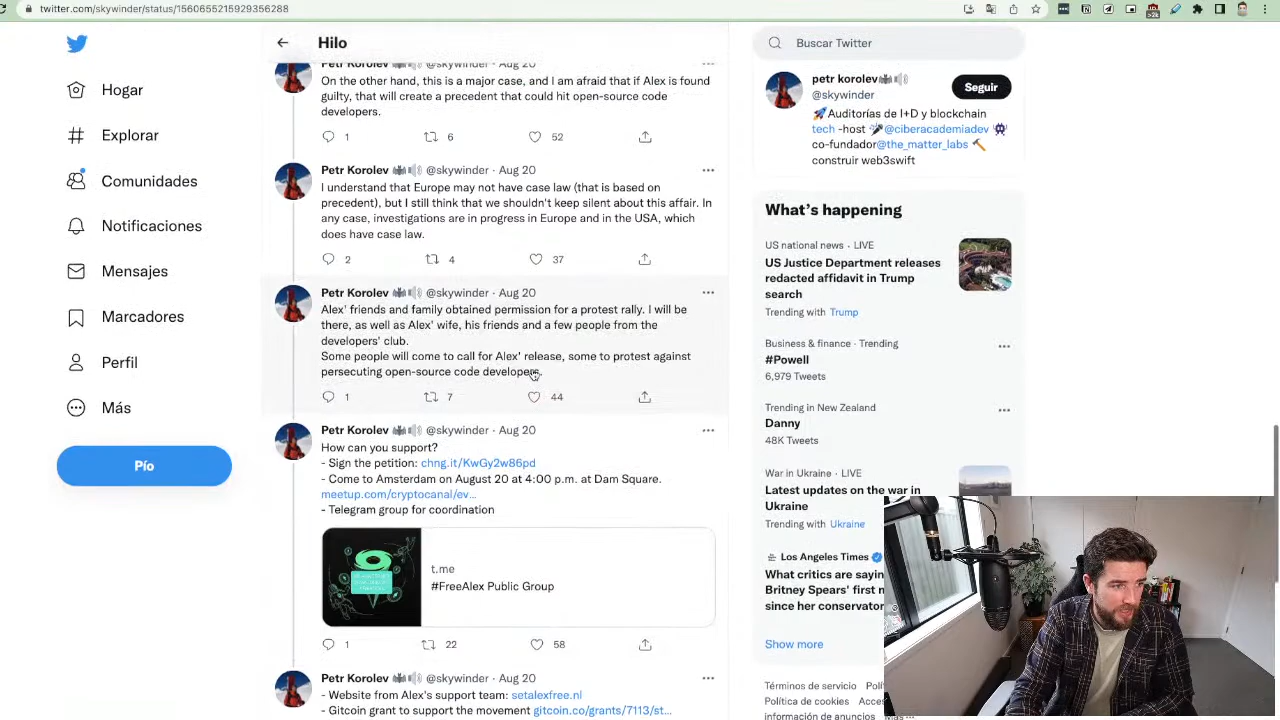 twitter.com/skywinder/status/1560655215929356288
>2k
Hogar
Explorar
Comunidades
Notificaciones
Mensajes
Marcadores
Perfil
Más
Pío
Hilo
Petr Korolev @skywinder · Aug 20
On the other hand, this is a major case, and I am afraid that if Alex is found
guilty, that will create a precedent that could hit open-source code
developers.
1 6 52
Petr Korolev @skywinder · Aug 20
I understand that Europe may not have case law (that is based on
precedent), but I still think that we shouldn't keep silent about this affair. In
any case, investigations are in progress in Europe and in the USA, which
does have case law.
2 4 37
Petr Korolev @skywinder · Aug 20
Alex' friends and family obtained permission for a protest rally. I will be
there, as well as Alex' wife, his friends and a few people from the
developers' club.
Some people will come to call for Alex' release, some to protest against
persecuting open-source code developers.
1 7 44
Petr Korolev @skywinder · Aug 20
How can you support?
- Sign the petition: chng.it/KwGy2w86pd
- Come to Amsterdam on August 20 at 4:00 p.m. at Dam Square.
meetup.com/cryptocanal/ev...
- Telegram group for coordination
t.me
#FreeAlex Public Group
1 22 58
Petr Korolev @skywinder · Aug 20
- Website from Alex's support team: setalexfree.nl
- Gitcoin grant to support the movement gitcoin.co/grants/7113/st...
Buscar Twitter
petr korolev
@skywinder
Seguir
Auditorías de I+D y blockchain
tech -host @ciberacademiadev
co-fundador@the_matter_labs
construir web3swift
What's happening
US national news · LIVE
US Justice Department releases
redacted affidavit in Trump
search
Trending with Trump
Business & finance · Trending
#Powell
6,979 Tweets
Trending in New Zealand
Danny
48K Tweets
War in Ukraine · LIVE
Latest updates on the war in
Ukraine
Trending with Ukraine
Los Angeles Times
What critics are sayin
Britney Spears' first n
since her conservator
Show more
Términos de servicio Polí
Política de cookies Acces
información de anuncios Más